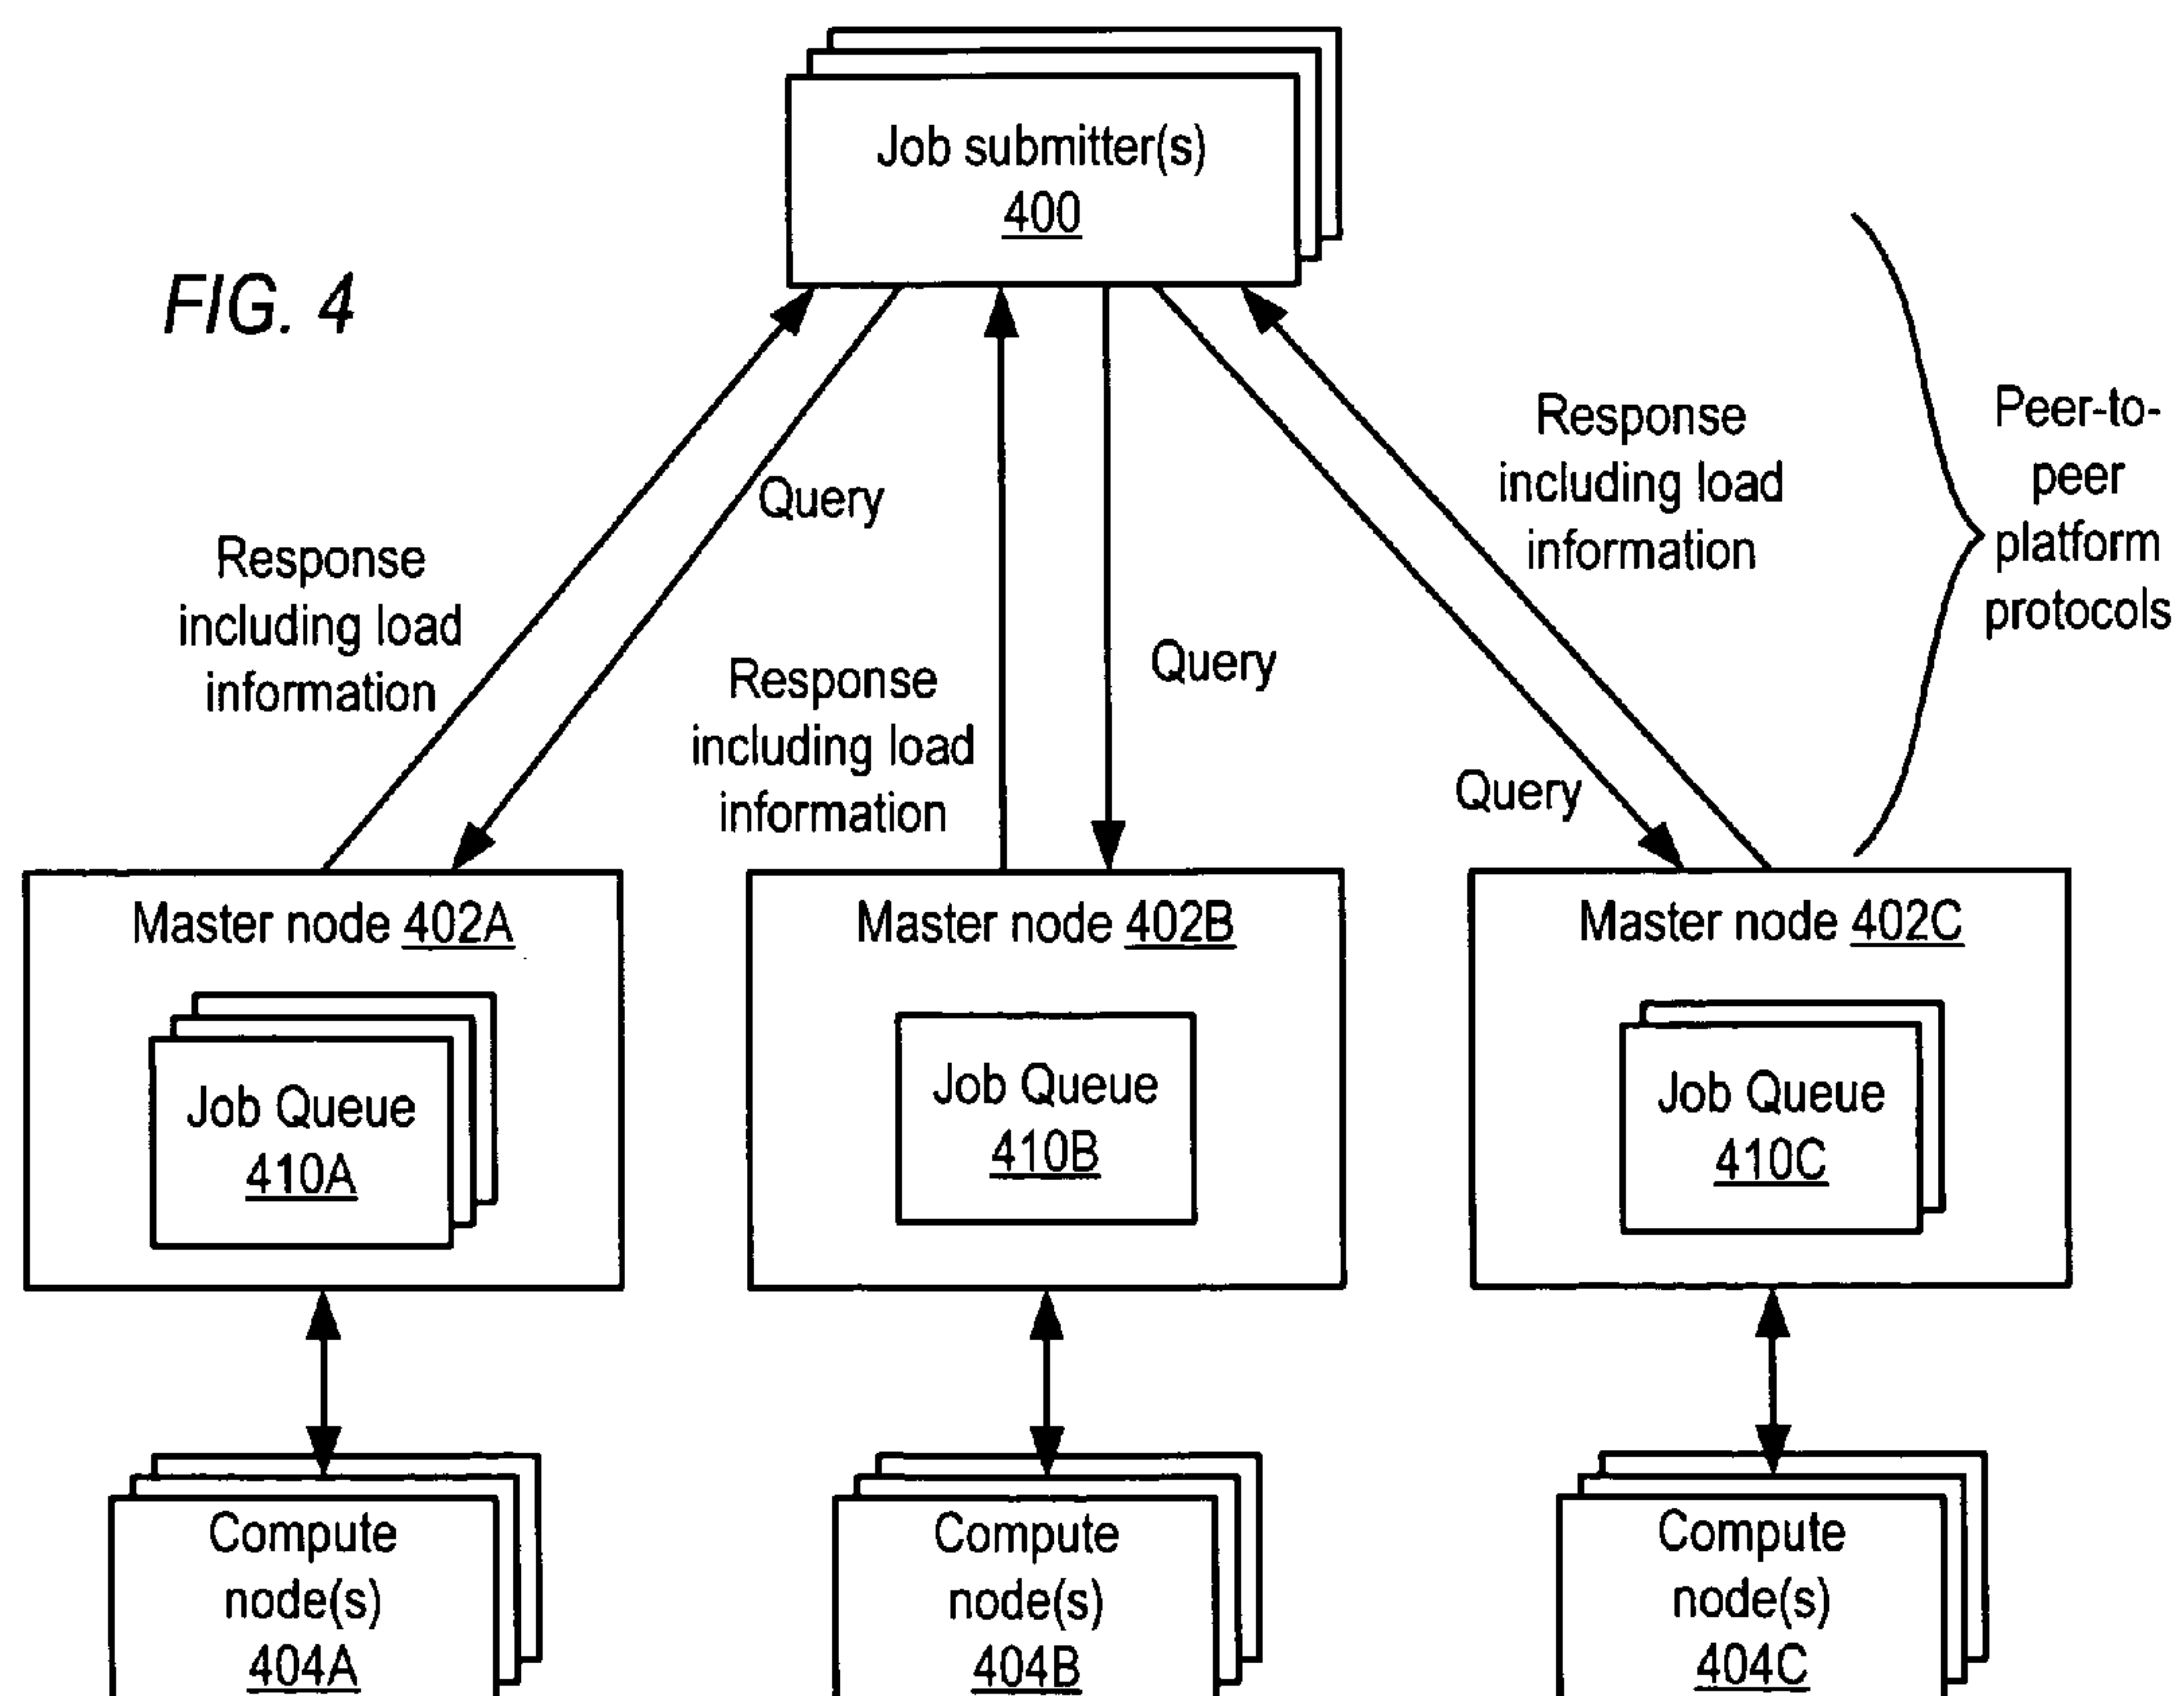 Job submitter(s)
400
FIG. 4
Response
including load
information
Query
Response
including load
information
Query
Response
including load
information
Query
Peer-to-
peer
platform
protocols
Master node 402A
Job Queue
410A
Master node 402B
Job Queue
410B
Master node 402C
Job Queue
410C
Compute
node(s)
404A
Compute
node(s)
404B
Compute
node(s)
404C